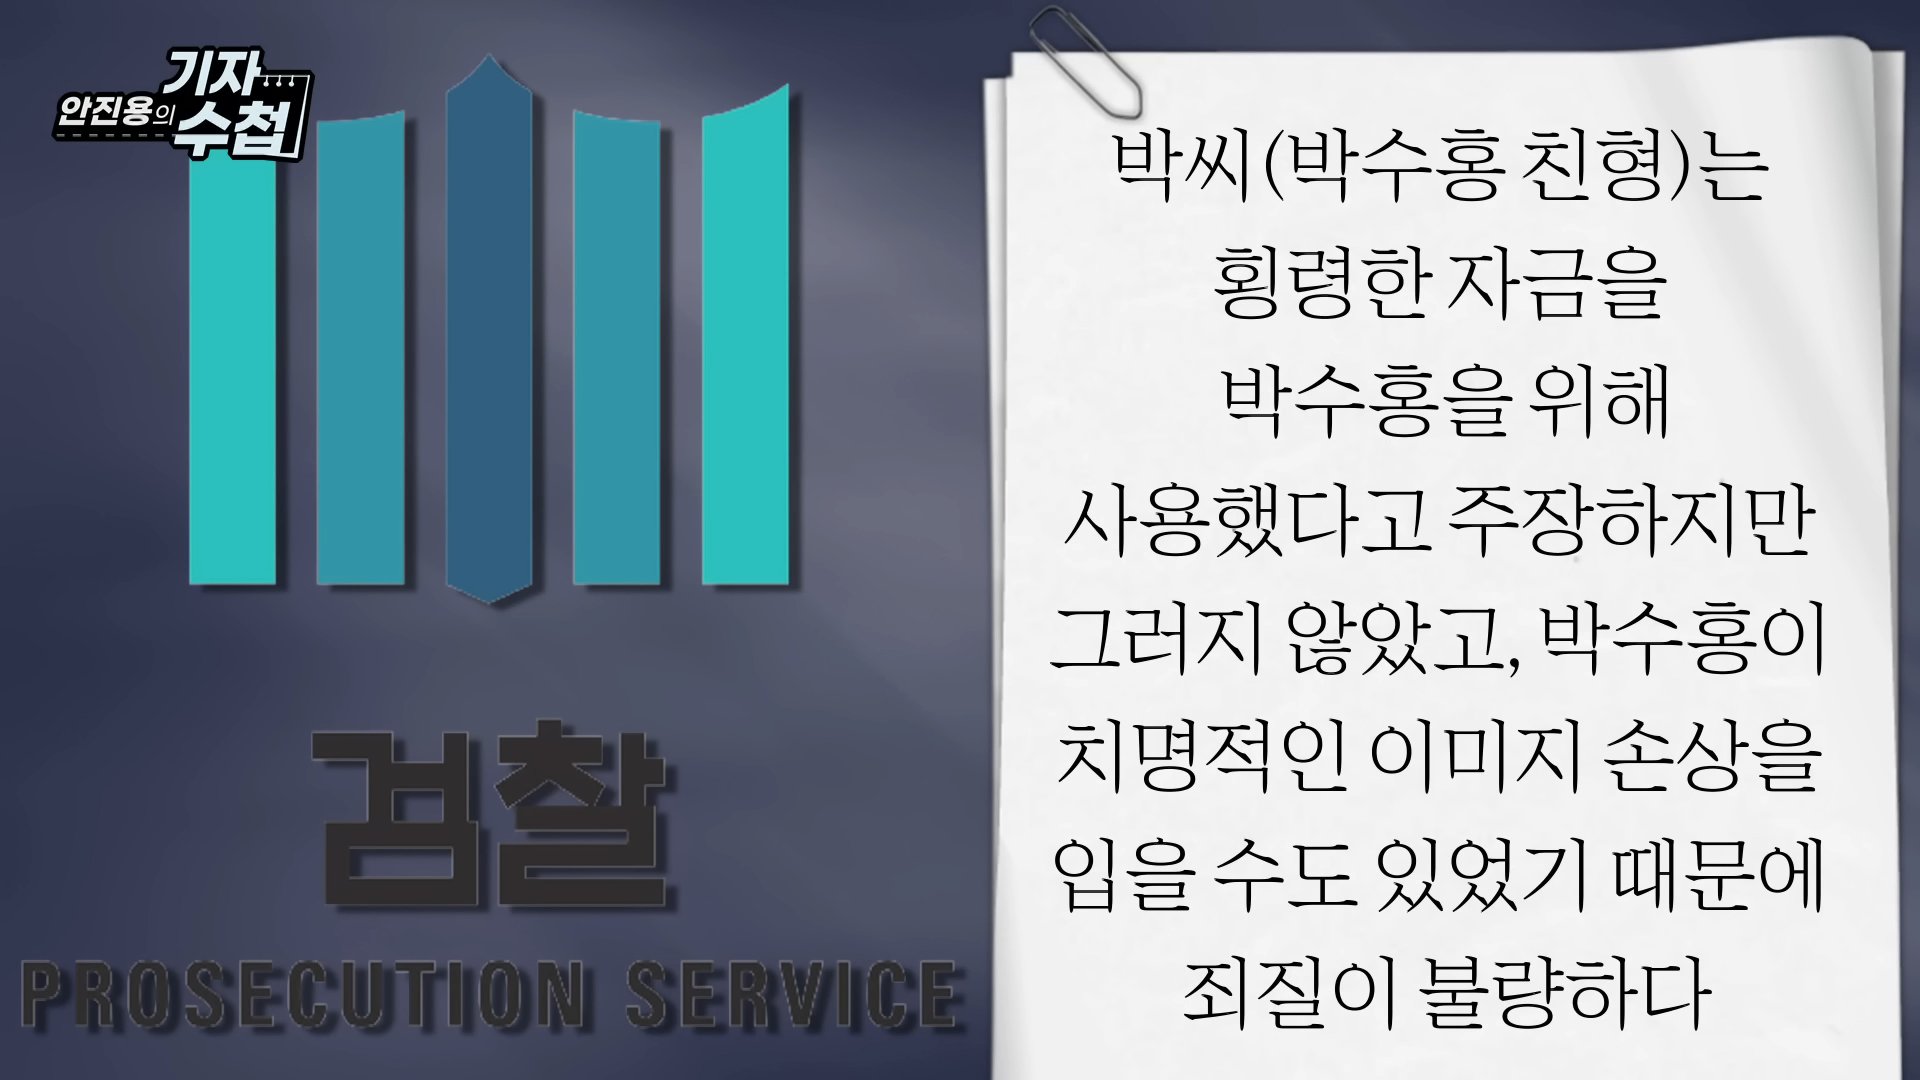 안진용의
기자
수첩
검찰
PROSECUTION SERVICE
박씨(박수홍 친형)는
횡령한 자금을
박수홍을 위해
사용했다고 주장하지만
그러지 않았고, 박수홍이
치명적인 이미지 손상을
입을 수도 있었기 때문에
죄질이 불량하다